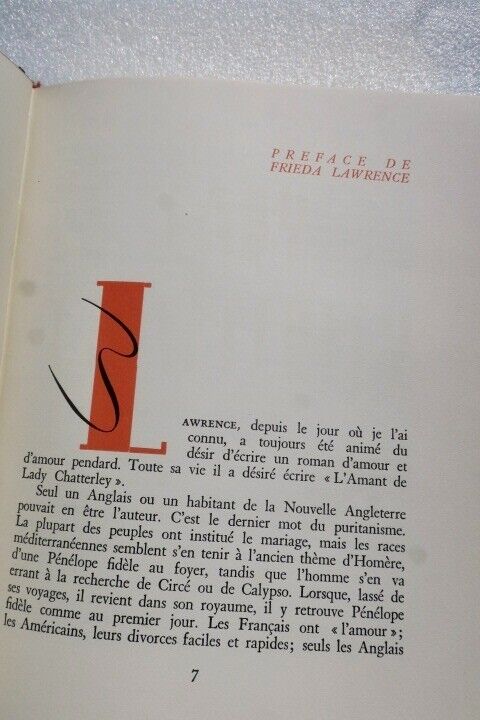 PREFACE DE
FRIEDA LAWRENCE
LAWRENCE, depuis le jour où je l'ai
connu, a toujours été animé du
désir d'écrire un roman d'amour et
d'amour pendard. Toute sa vie il a désiré écrire « L'Amant de
Lady Chatterley ».
Seul un Anglais ou un habitant de la Nouvelle Angleterre
pouvait en être l'auteur. C'est le dernier mot du puritanisme.
La plupart des peuples ont institué le mariage, mais les races
méditerranéennes semblent s'en tenir à l'ancien thème d'Homère,
d'une Pénélope fidèle au foyer, tandis que l'homme s'en va
errant à la recherche de Circé ou de Calypso. Lorsque, lassé de
ses voyages, il revient dans son royaume, il y retrouve Pénélope
fidèle comme au premier jour. Les Français ont « l'amour »;
les Américains, leurs divorces faciles et rapides; seuls les Anglais
7